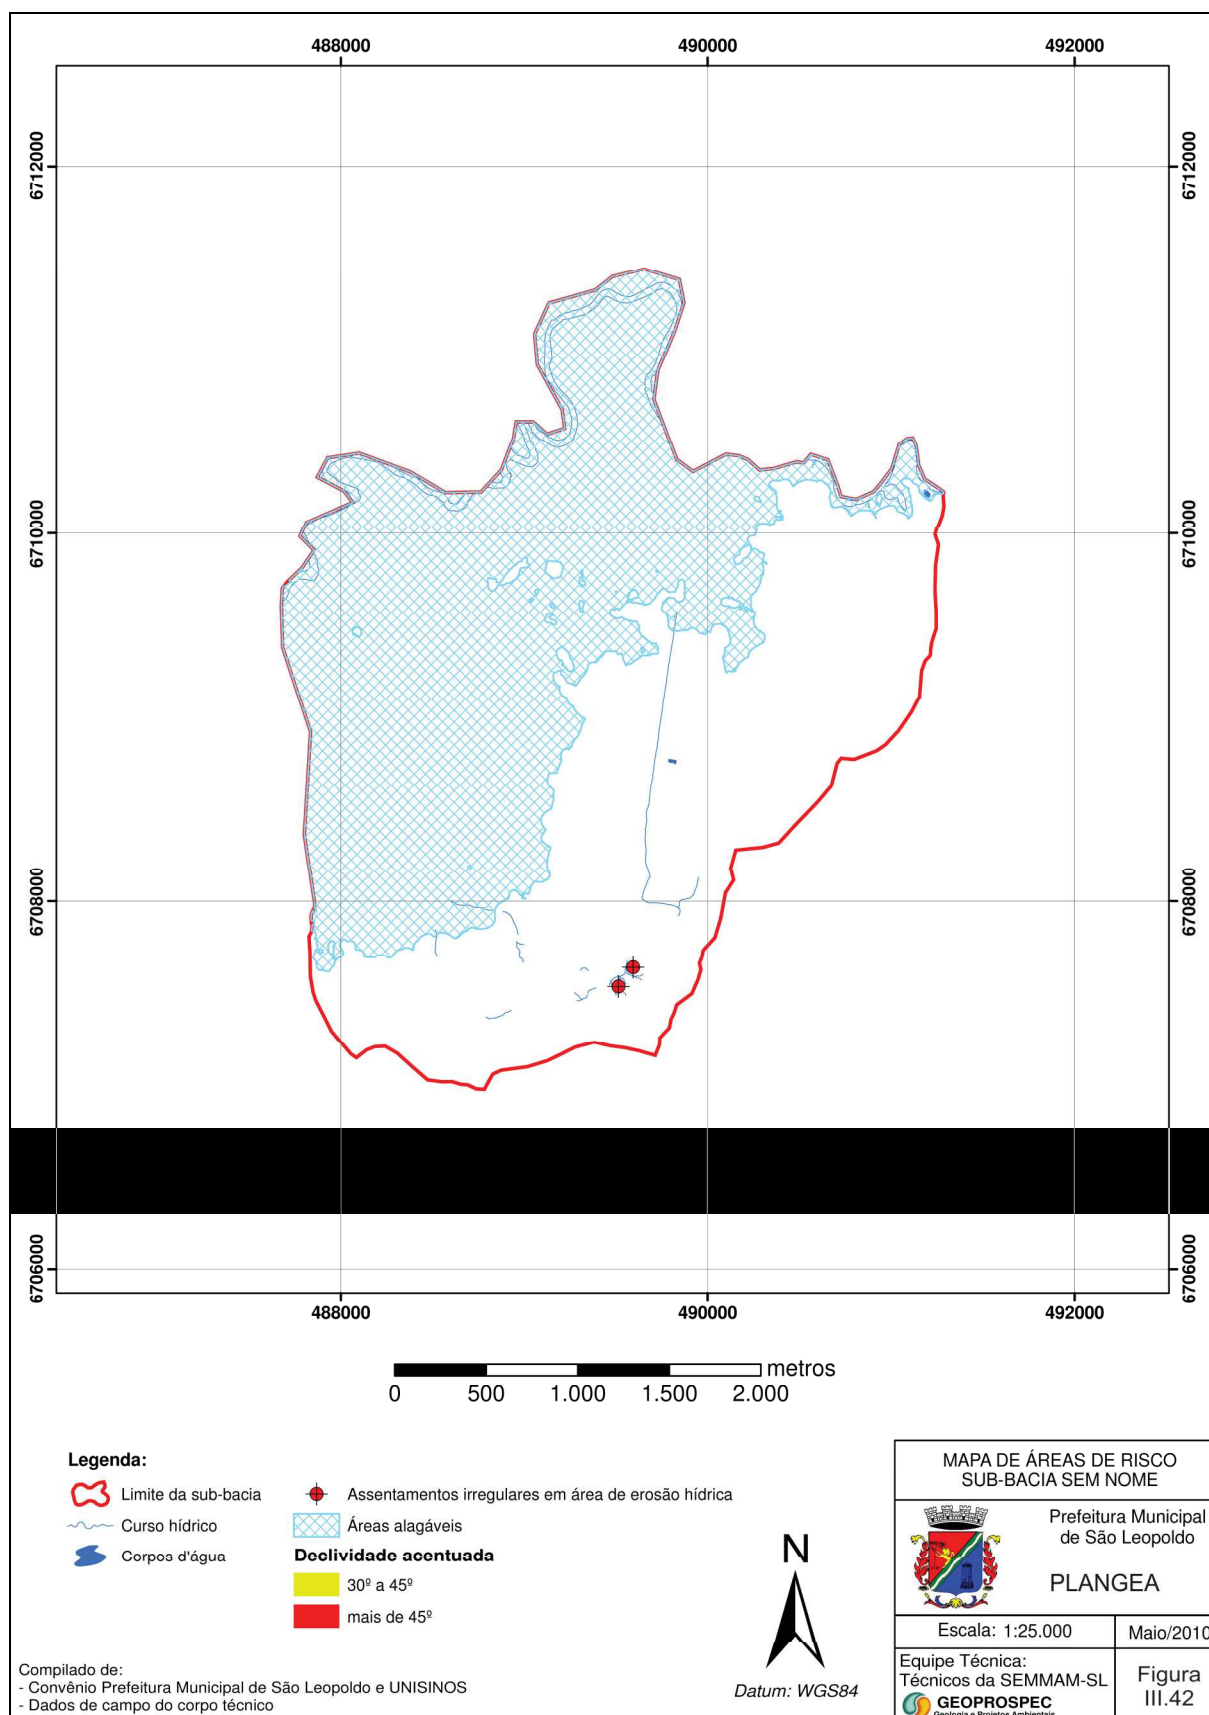 488000
490000
492000
6712000
6712000
6710000
6710000
6708000
6708000
6706000
6706000
488000
490000
492000
metros
0 500 1.000 1.500 2.000
Legenda:
Limite da sub-bacia
Curso hídrico
Corpos d'água
Assentamentos irregulares em área de erosão hídrica
Áreas alagáveis
Declividade acentuada
30º a 45º
mais de 45º
N
Datum: WGS84
Compilado de:
- Convênio Prefeitura Municipal de São Leopoldo e UNISINOS
- Dados de campo do corpo técnico
MAPA DE ÁREAS DE RISCO
SUB-BACIA SEM NOME
Prefeitura Municipal
de São Leopoldo
PLANGEA
Escala: 1:25.000
Maio/2010
Equipe Técnica:
Técnicos da SEMMAM-SL
GEOPROSPEC
Geologia e Projetos Ambientais
Figura
III.42